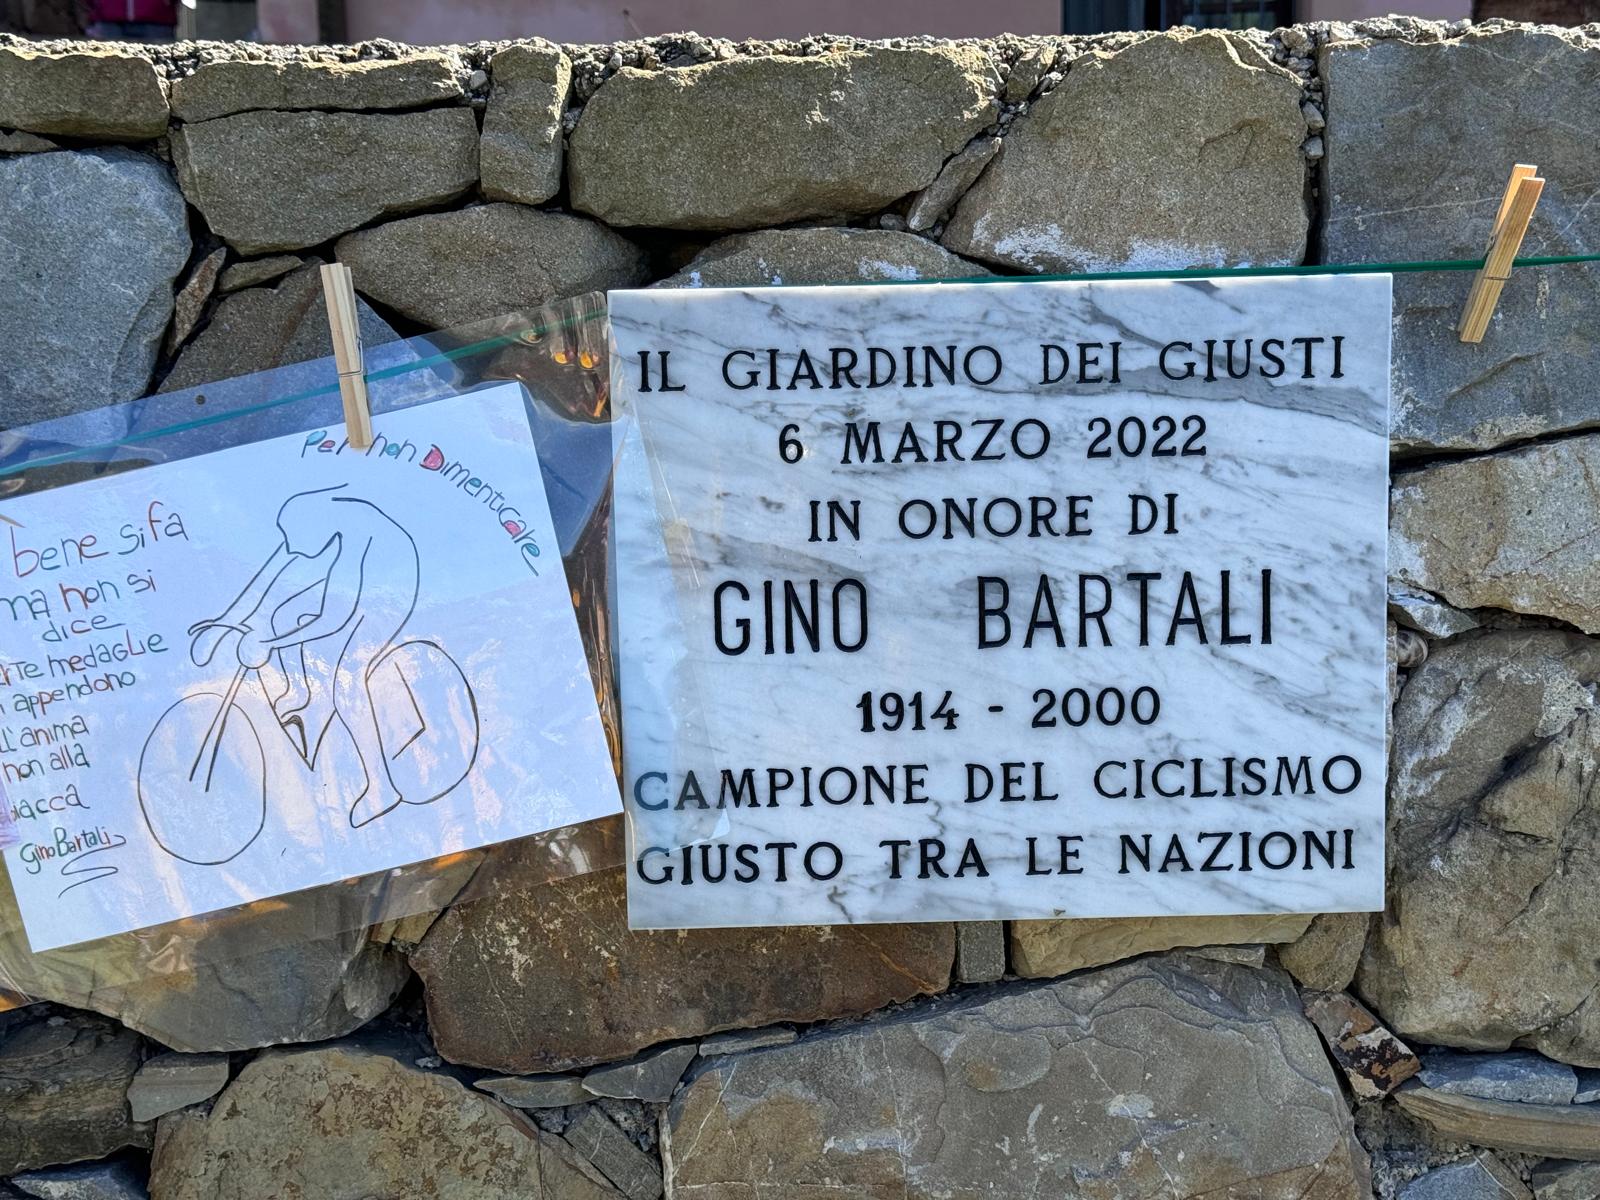 Per non Dimenticare
bene si fa
ma non si
dice
medaglie
appendono
L'anima
non alla
Gino Bartali
IL GIARDINO DEI GIUSTI
6 MARZO 2022
IN ONORE DI
GINO BARTALI
1914 - 2000
CAMPIONE DEL CICLISMO
GIUSTO TRA LE NAZIONI